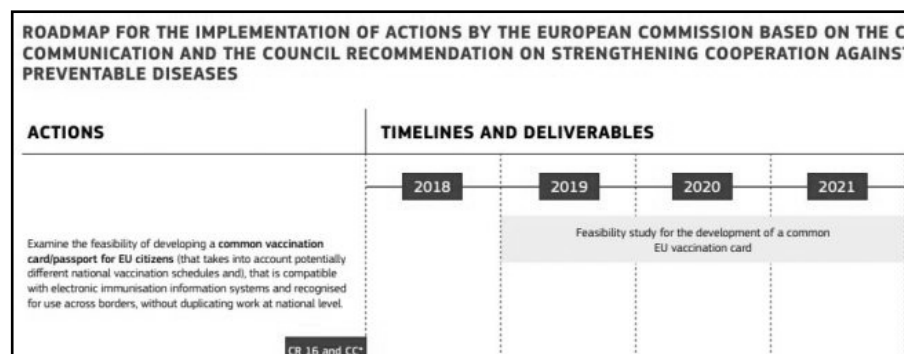 ROADMAP FOR THE IMPLEMENTATION OF ACTIONS BY THE EUROPEAN COMMISSION BASED ON THE C
COMMUNICATION AND THE COUNCIL RECOMMENDATION ON STRENGTHENING COOPERATION AGAINS
PREVENTABLE DISEASES
ACTIONS
TIMELINES AND DELIVERABLES
2018 2019 2020 2021
Examine the feasibility of developing a common vaccination
card/passport for EU citizens (that takes into account potentially
different national vaccination schedules and), that is compatible
with electronic immunisation information systems and recognised
for use across borders, without duplicating work at national level.
Feasibility study for the development of a common
EU vaccination card
CR 16 and CC*